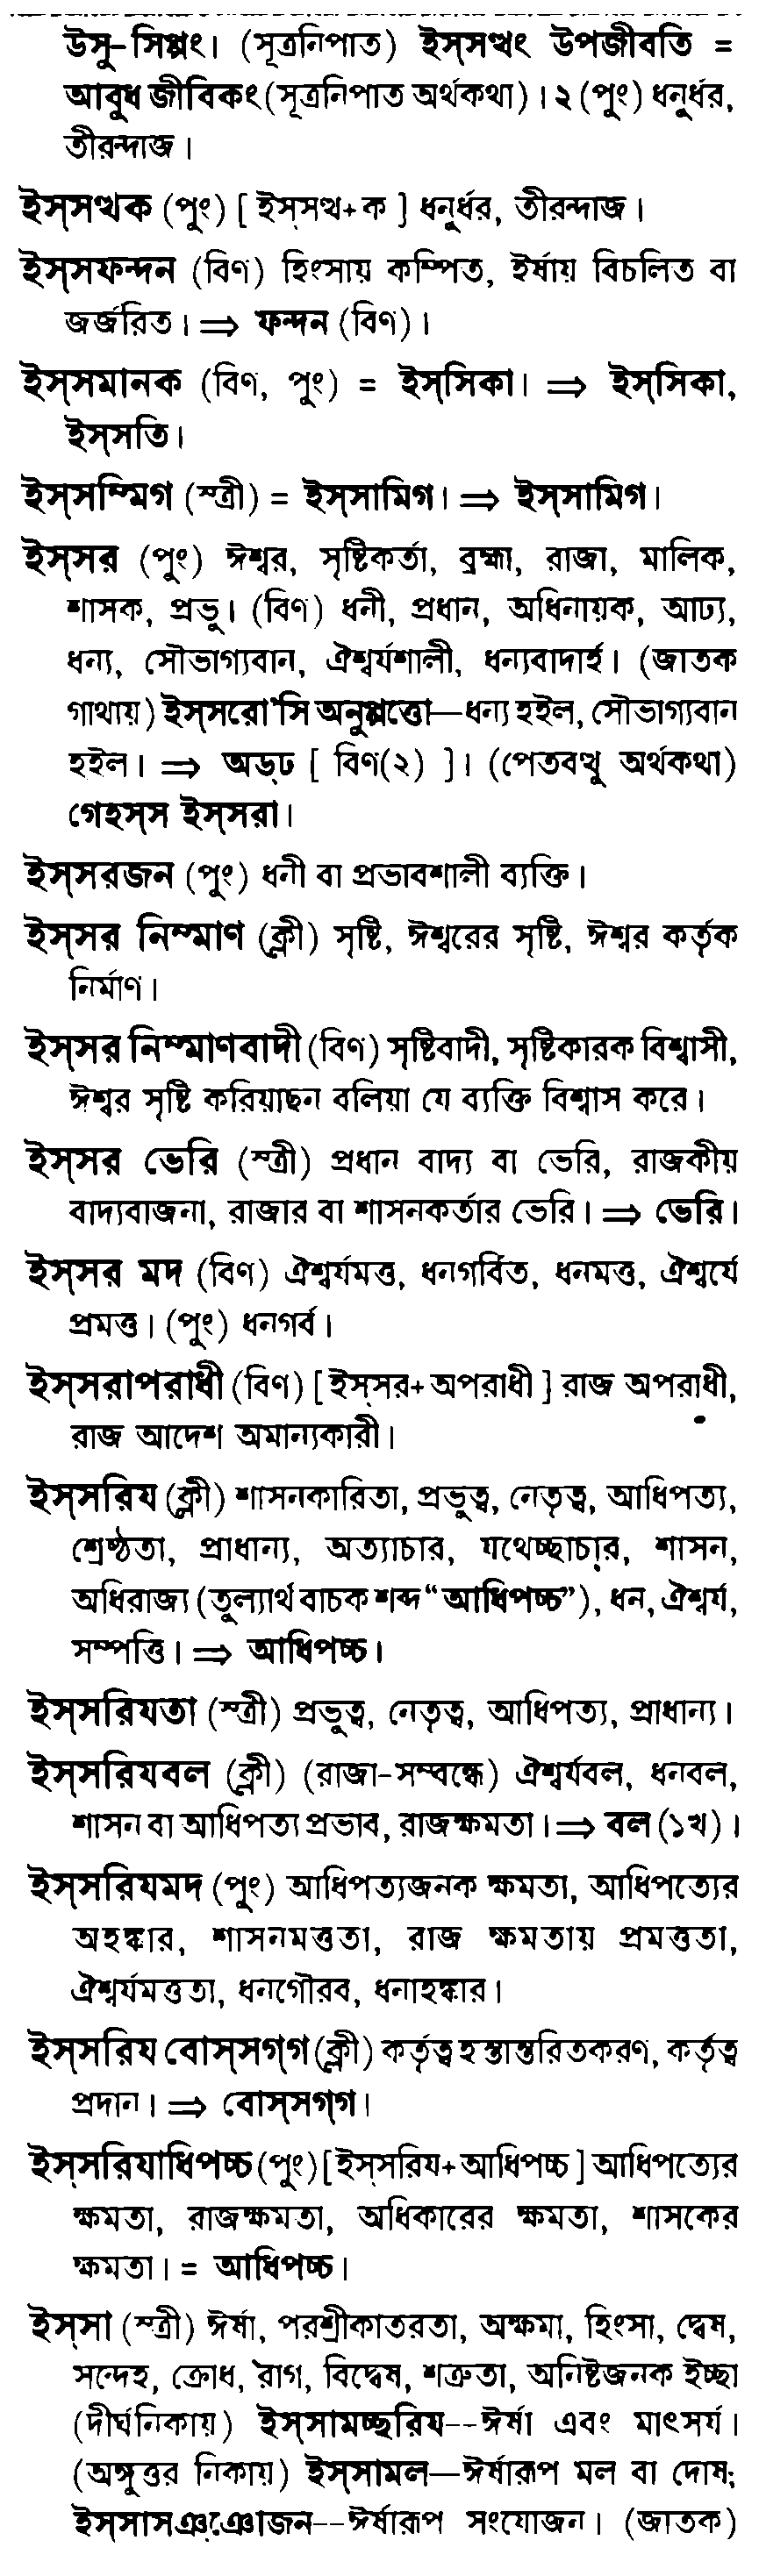 উসু-সিপ্পং। (সূত্রনিপাত) ইস্সত্থং উপজীবতি =
আবুধ জীবিকং (সূত্রনিপাত অর্থকথা)। ২ (পুং) ধনুর্ধর,
তীরন্দাজ।
ইস্সত্থক (পুং) [ ইস্সত্থ+ক ] ধনুর্ধর, তীরন্দাজ।
ইস্সফন্দন (বিণ) হিংসায় কম্পিত, ইর্ষায় বিচলিত বা
জর্জরিত। ⇒ ফন্দন (বিণ)।
ইস্সমানক (বিণ, পুং) = ইস্সিকা। ⇒ ইস্সিকা,
ইস্সতি।
ইস্সম্মিগ (স্ত্রী) = ইস্সামিগ। ⇒ ইস্সামিগ।
ইস্সর (পুং) ঈশ্বর, সৃষ্টিকর্তা, ব্রহ্মা, রাজা, মালিক,
শাসক, প্রভু। (বিণ) ধনী, প্রধান, অধিনায়ক, আঢ্য,
ধন্য, সৌভাগ্যবান, ঐশ্বর্যশালী, ধন্যবাদার্হ। (জাতক
গাথায়) ইস্সরো'সি অনুপ্পত্তো—ধন্য হইল, সৌভাগ্যবান
হইল। ⇒ অড্ঢ [ বিণ(২) ]। (পেতবত্থু অর্থকথা)
গেহস্স ইস্সরা।
ইস্সরজন (পুং) ধনী বা প্রভাবশালী ব্যক্তি।
ইস্সর নিম্মাণ (ক্লী) সৃষ্টি, ঈশ্বরের সৃষ্টি, ঈশ্বর কর্তৃক
নির্মাণ।
ইস্সর নিম্মাণবাদী (বিণ) সৃষ্টিবাদী, সৃষ্টিকারক বিশ্বাসী,
ঈশ্বর সৃষ্টি করিয়াছন বলিয়া যে ব্যক্তি বিশ্বাস করে।
ইস্সর ভেরি (স্ত্রী) প্রধান বাদ্য বা ভেরি, রাজকীয়
বাদ্যবাজনা, রাজার বা শাসনকর্তার ভেরি। ⇒ ভেরি।
ইস্সর মদ (বিণ) ঐশ্বর্যমত্ত, ধনগর্বিত, ধনমত্ত, ঐশ্বর্যে
প্রমত্ত। (পুং) ধনগর্ব।
ইস্সরাপরাধী (বিণ) [ ইস্সর+অপরাধী ] রাজ অপরাধী,
রাজ আদেশ অমান্যকারী।
ইস্সরিয (ক্লী) শাসনকারিতা, প্রভুত্ব, নেতৃত্ব, আধিপত্য,
শ্রেষ্ঠতা, প্রাধান্য, অত্যাচার, যথেচ্ছাচার, শাসন,
অধিরাজ্য (তুল্যার্থ বাচক শব্দ “আধিপচ্চ”), ধন, ঐশ্বর্য,
সম্পত্তি। ⇒ আধিপচ্চ।
ইস্সরিযতা (স্ত্রী) প্রভুত্ব, নেতৃত্ব, আধিপত্য, প্রাধান্য।
ইস্সরিযবল (ক্লী) (রাজা-সম্বন্ধে) ঐশ্বর্যবল, ধনবল,
শাসন বা আধিপত্য প্রভাব, রাজক্ষমতা। ⇒ বল (১খ)।
ইস্সরিযমদ (পুং) আধিপত্যজনক ক্ষমতা, আধিপত্যের
অহঙ্কার, শাসনমত্ততা, রাজ ক্ষমতায় প্রমত্ততা,
ঐশ্বর্যমত্ততা, ধনগৌরব, ধনাহঙ্কার।
ইস্সরিয বোস্সগ্গ (ক্লী) কর্তৃত্ব হস্তান্তরিতকরণ, কর্তৃত্ব
প্রদান। ⇒ বোস্সগ্গ।
ইস্সরিযাধিপচ্চ (পুং) [ ইস্সরিয+আধিপচ্চ ] আধিপত্যের
ক্ষমতা, রাজক্ষমতা, অধিকারের ক্ষমতা, শাসকের
ক্ষমতা। = আধিপচ্চ।
ইস্সা (স্ত্রী) ঈর্ষা, পরশ্রীকাতরতা, অক্ষমা, হিংসা, দ্বেষ,
সন্দেহ, ক্রোধ, রাগ, বিদ্বেষ, শত্রুতা, অনিষ্টজনক ইচ্ছা
(দীর্ঘনিকায়) ইস্সামচ্ছরিয--ঈর্ষা এবং মাৎসর্য।
(অঙ্গুত্তর নিকায়) ইস্সামল—ঈর্ষারূপ মল বা দোষ;
ইস্সাসঞ্ঞোজন--ঈর্ষারূপ সংযোজন। (জাতক)